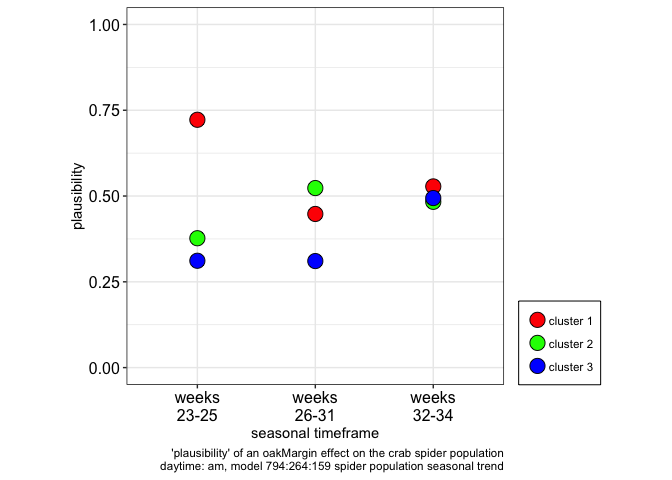 1.00
0.75
0.50
0.25
0.00
plausibility
weeks
23-25
weeks
26-31
weeks
32-34
seasonal timeframe
cluster 1
cluster 2
cluster 3
'plausibility' of an oakMargin effect on the crab spider population
daytime: am, model 794:264:159 spider population seasonal trend